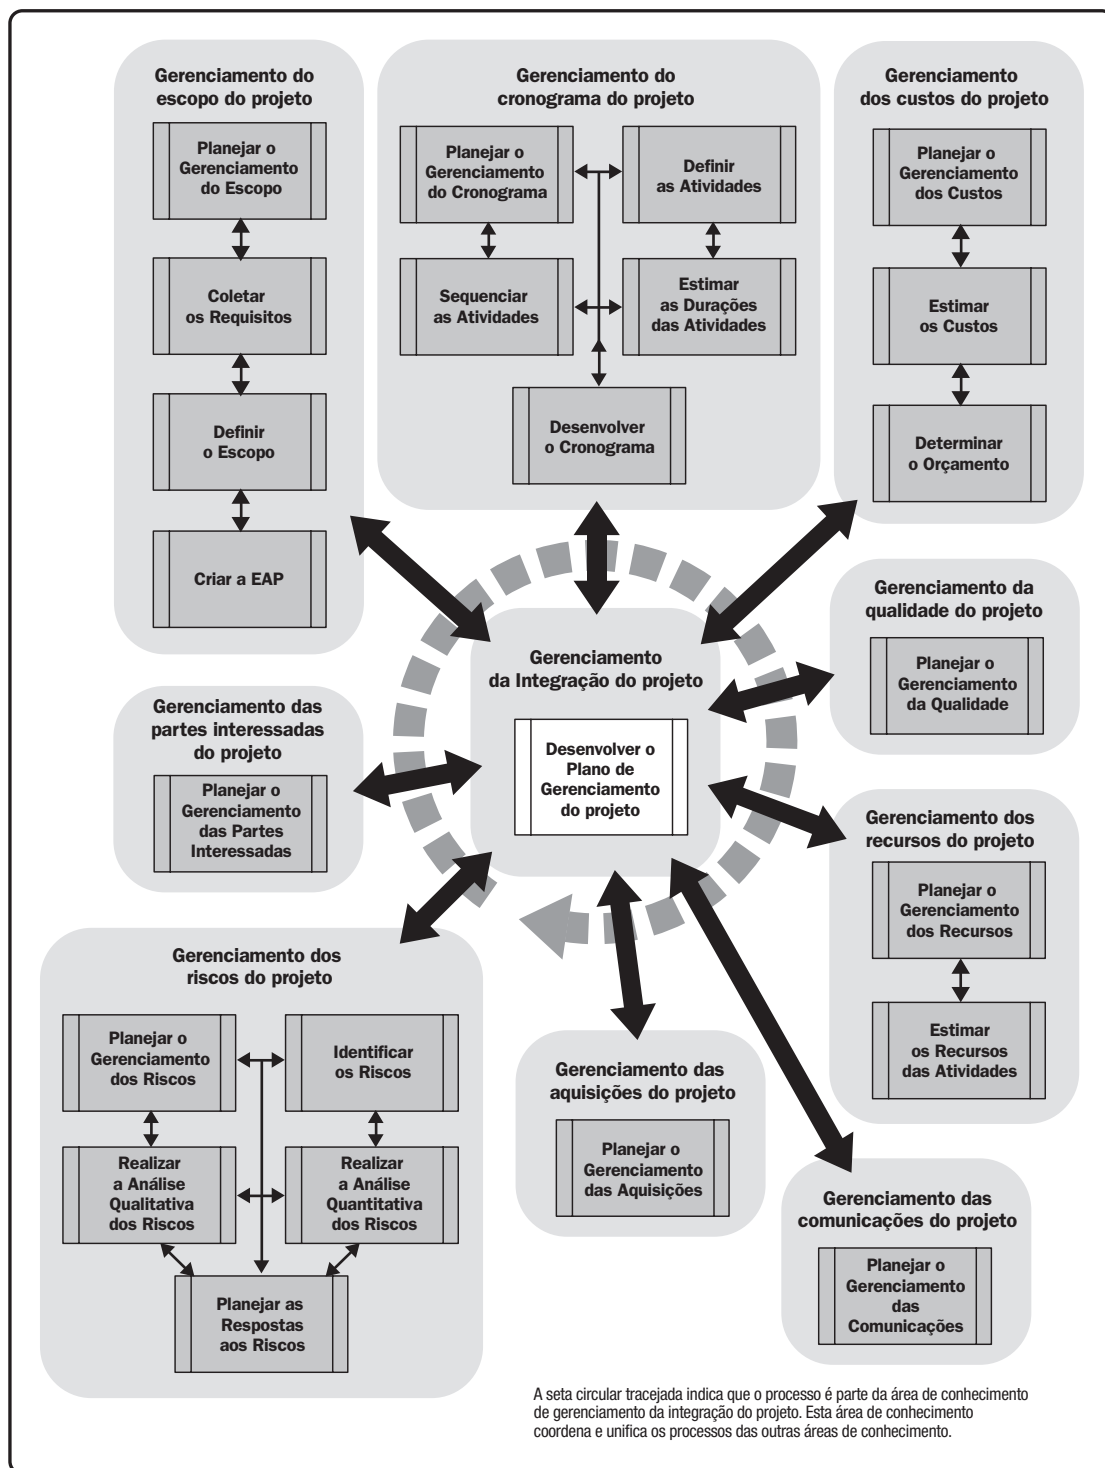 Gerenciamento do
escopo do projeto
Planejar o
Gerenciamento
do Escopo
Coletar
os Requisitos
Definir
o Escopo
Criar a EAP
Gerenciamento do
cronograma do projeto
Planejar o
Gerenciamento
do Cronograma
Definir
as Atividades
Sequenciar
as Atividades
Estimar
as Durações
das Atividades
Desenvolver
o Cronograma
Gerenciamento
dos custos do projeto
Planejar o
Gerenciamento
dos Custos
Estimar
os Custos
Determinar
o Orçamento
Gerenciamento da
qualidade do projeto
Planejar o
Gerenciamento
da Qualidade
Gerenciamento
da Integração do projeto
Desenvolver o
Plano de
Gerenciamento
do projeto
Gerenciamento das
partes interessadas
do projeto
Planejar o
Gerenciamento
das Partes
Interessadas
Gerenciamento dos
recursos do projeto
Planejar o
Gerenciamento
dos Recursos
Estimar
os Recursos
das Atividades
Gerenciamento dos
riscos do projeto
Planejar o
Gerenciamento
dos Riscos
Identificar
os Riscos
Realizar
a Análise
Qualitativa
dos Riscos
Realizar
a Análise
Quantitativa
dos Riscos
Planejar as
Respostas
aos Riscos
Gerenciamento das
aquisições do projeto
Planejar o
Gerenciamento
das Aquisições
Gerenciamento das
comunicações do projeto
Planejar o
Gerenciamento
das
Comunicações
A seta circular tracejada indica que o processo é parte da área de conhecimento
de gerenciamento da integração do projeto. Esta área de conhecimento
coordena e unifica os processos das outras áreas de conhecimento.